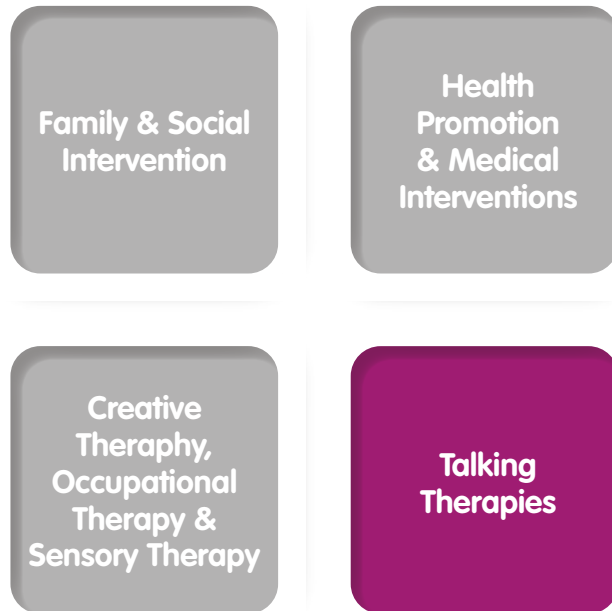 Family & Social
Intervention
Health
Promotion
& Medical
Interventions
Creative
Theraphy,
Occupational
Therapy &
Sensory Therapy
Talking
Therapies